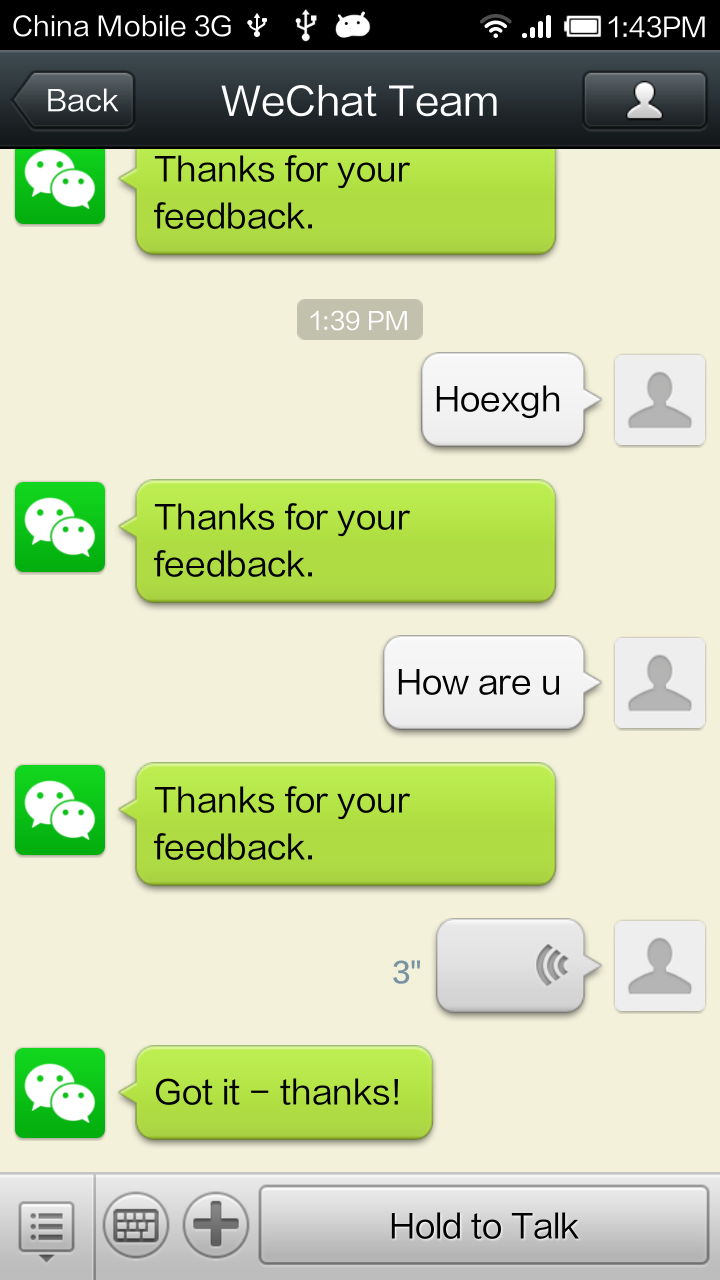 China Mobile 3G 1:43PM
Back WeChat Team
Thanks for your
feedback.
1:39 PM
Hoexgh
Thanks for your
feedback.
How are u
Thanks for your
feedback.
3"
Got it – thanks!
Hold to Talk